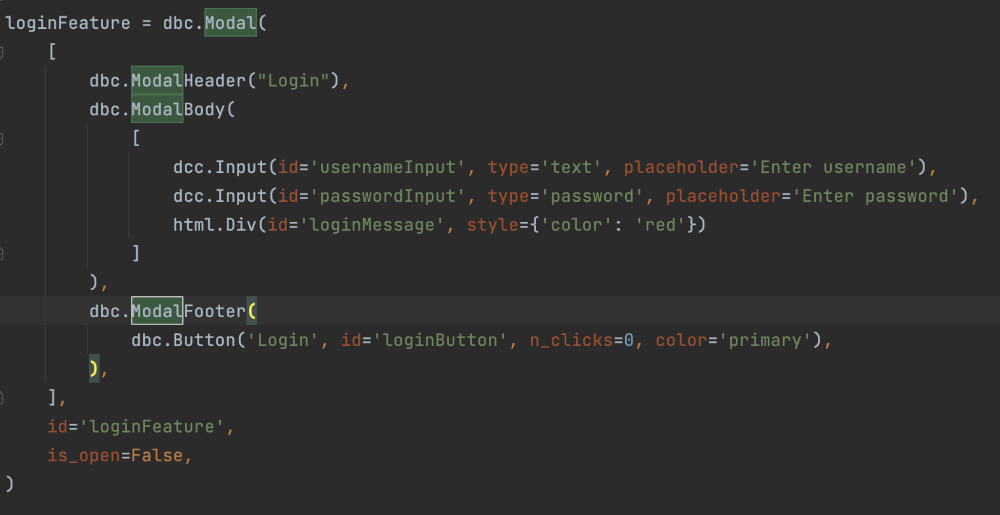 loginFeature = dbc.Modal(
    [
        dbc.ModalHeader("Login"),
        dbc.ModalBody(
            [
                dcc.Input(id='usernameInput', type='text', placeholder='Enter username'),
                dcc.Input(id='passwordInput', type='password', placeholder='Enter password'),
                html.Div(id='loginMessage', style={'color': 'red'})
            ]
        ),
        dbc.ModalFooter(
            dbc.Button('Login', id='loginButton', n_clicks=0, color='primary'),
        ),
    ],
    id='loginFeature',
    is_open=False,
)